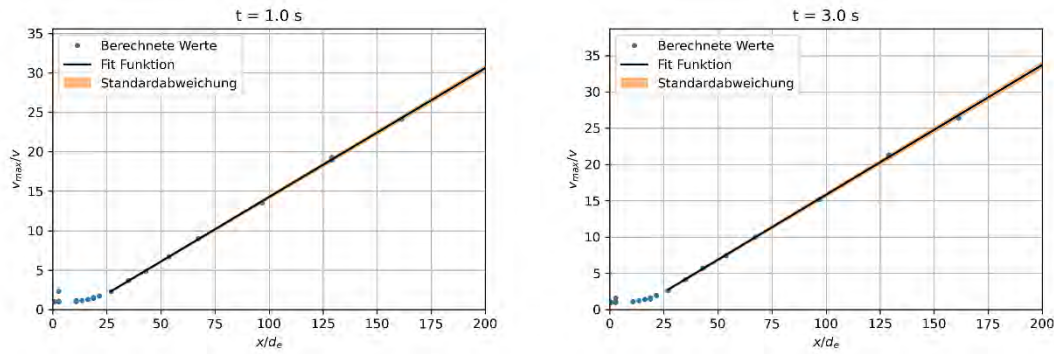 t = 1.0 s
35
30
25
20
15
10
5
0
v_max/v
Berechnete Werte
Fit Funktion
Standardabweichung
0 25 50 75 100 125 150 175 200
x/d_e
t = 3.0 s
35
30
25
20
15
10
5
0
v_max/v
Berechnete Werte
Fit Funktion
Standardabweichung
0 25 50 75 100 125 150 175 200
x/d_e